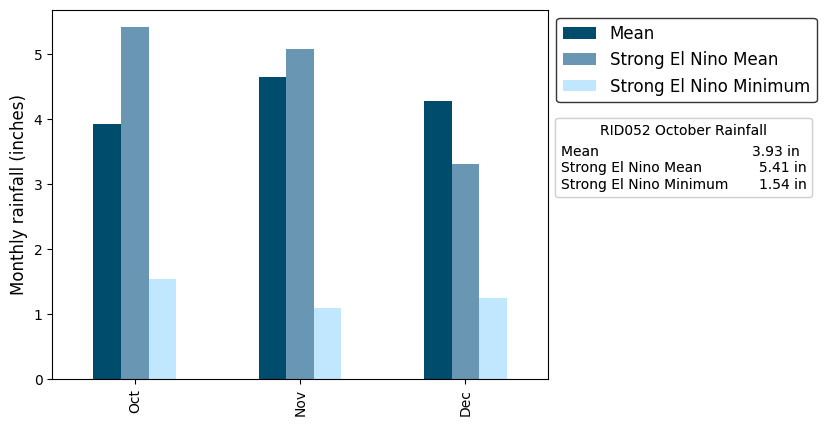 Mean
Strong El Nino Mean
Strong El Nino Minimum
RID052 October Rainfall
Mean 3.93 in
Strong El Nino Mean 5.41 in
Strong El Nino Minimum 1.54 in
Monthly rainfall (inches)
5
4
3
2
1
0
Oct
Nov
Dec